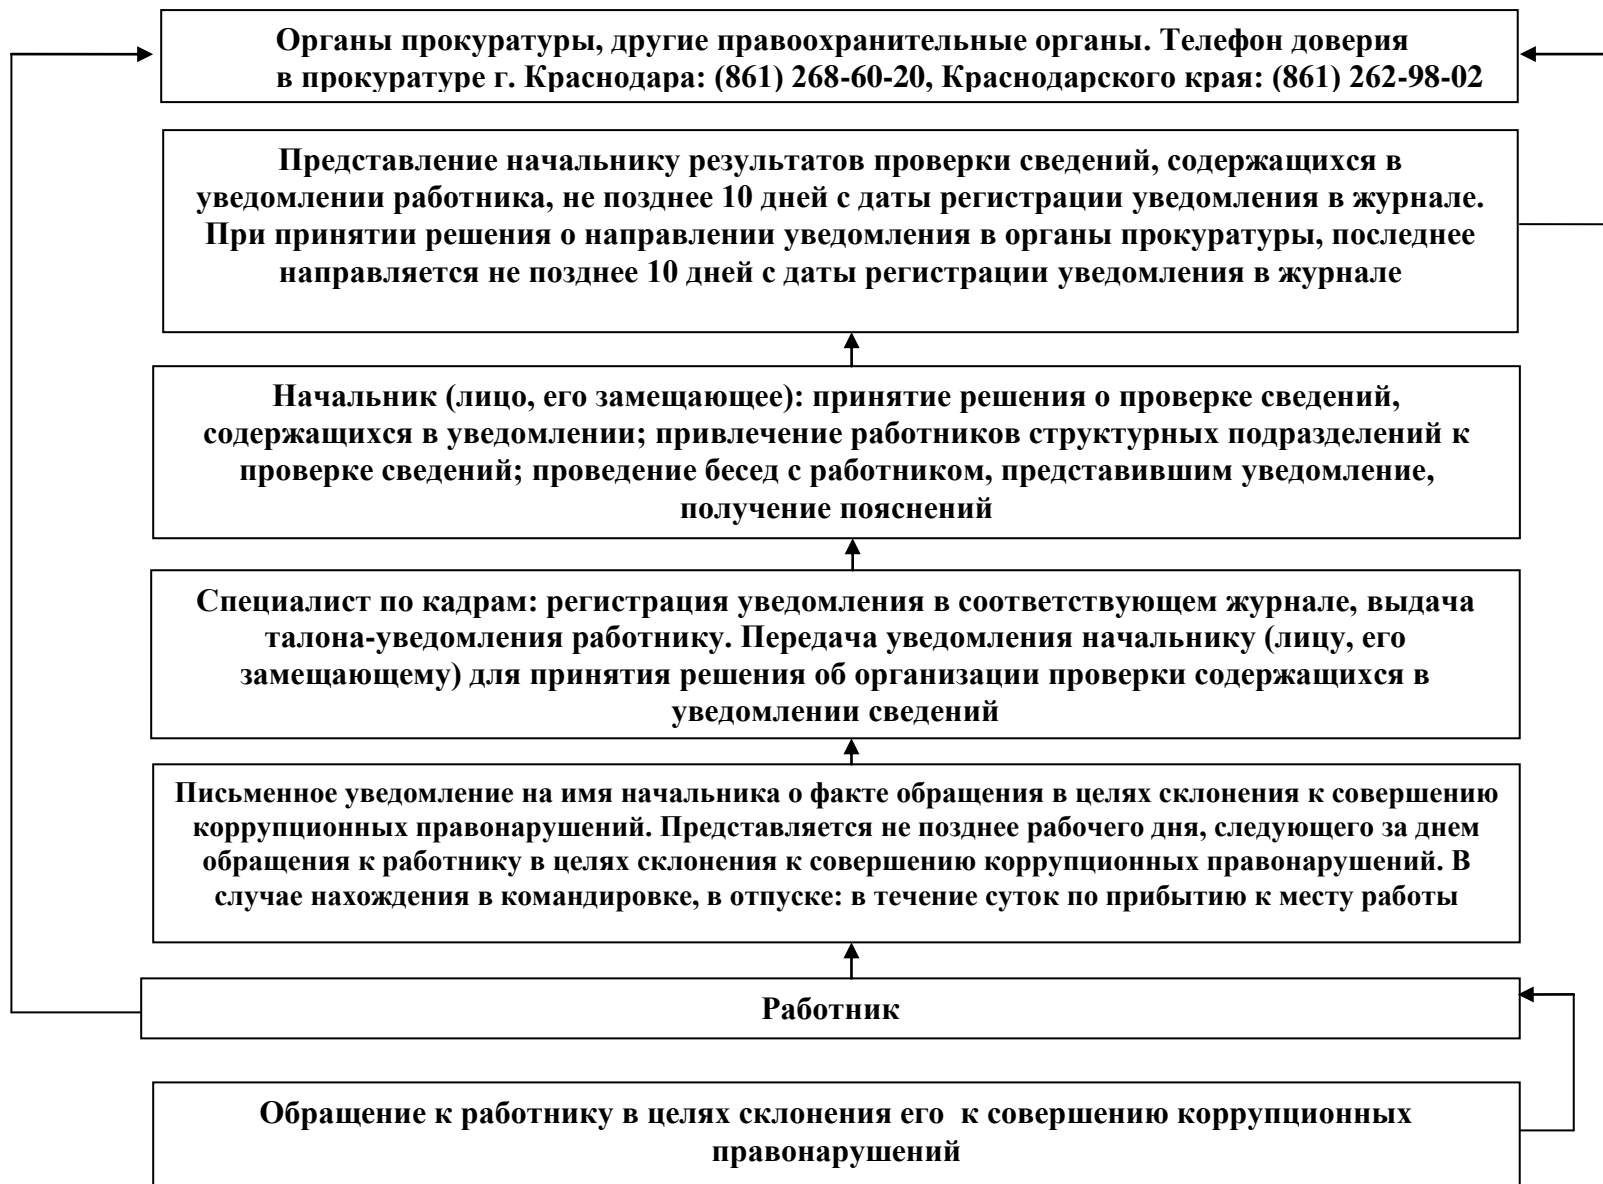 Органы прокуратуры, другие правоохранительные органы. Телефон доверия
в прокуратуре г. Краснодара: (861) 268-60-20, Краснодарского края: (861) 262-98-02
Представление начальнику результатов проверки сведений, содержащихся в
уведомлении работника, не позднее 10 дней с даты регистрации уведомления в журнале.
При принятии решения о направлении уведомления в органы прокуратуры, последнее
направляется не позднее 10 дней с даты регистрации уведомления в журнале
Начальник (лицо, его замещающее): принятие решения о проверке сведений,
содержащихся в уведомлении; привлечение работников структурных подразделений к
проверке сведений; проведение бесед с работником, представившим уведомление,
получение пояснений
Специалист по кадрам: регистрация уведомления в соответствующем журнале, выдача
талона-уведомления работнику. Передача уведомления начальнику (лицу, его
замещающему) для принятия решения об организации проверки содержащихся в
уведомлении сведений
Письменное уведомление на имя начальника о факте обращения в целях склонения к совершению
коррупционных правонарушений. Представляется не позднее рабочего дня, следующего за днем
обращения к работнику в целях склонения к совершению коррупционных правонарушений. В
случае нахождения в командировке, в отпуске: в течение суток по прибытию к месту работы
Работник
Обращение к работнику в целях склонения его к совершению коррупционных
правонарушений